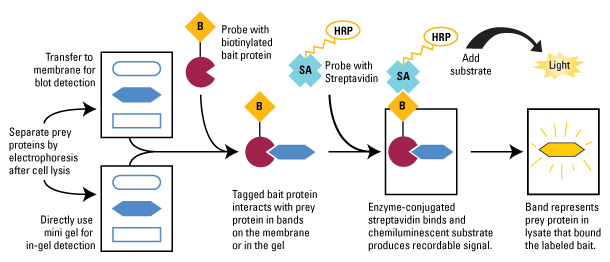 Transfer to
membrane for
blot detection
Separate prey
proteins by
electrophoresis
after cell lysis
Directly use
mini gel for
in-gel detection
B
Probe with
biotinylated
bait protein
B
Tagged bait protein
interacts with prey
protein in bands
on the membrane
or in the gel
HRP
SA
Probe with
Streptavidin
HRP
SA
B
Enzyme-conjugated
streptavidin binds and
chemiluminescent substrate
produces recordable signal.
Add
substrate
Light
Band represents
prey protein in
lysate that bound
the labeled bait.